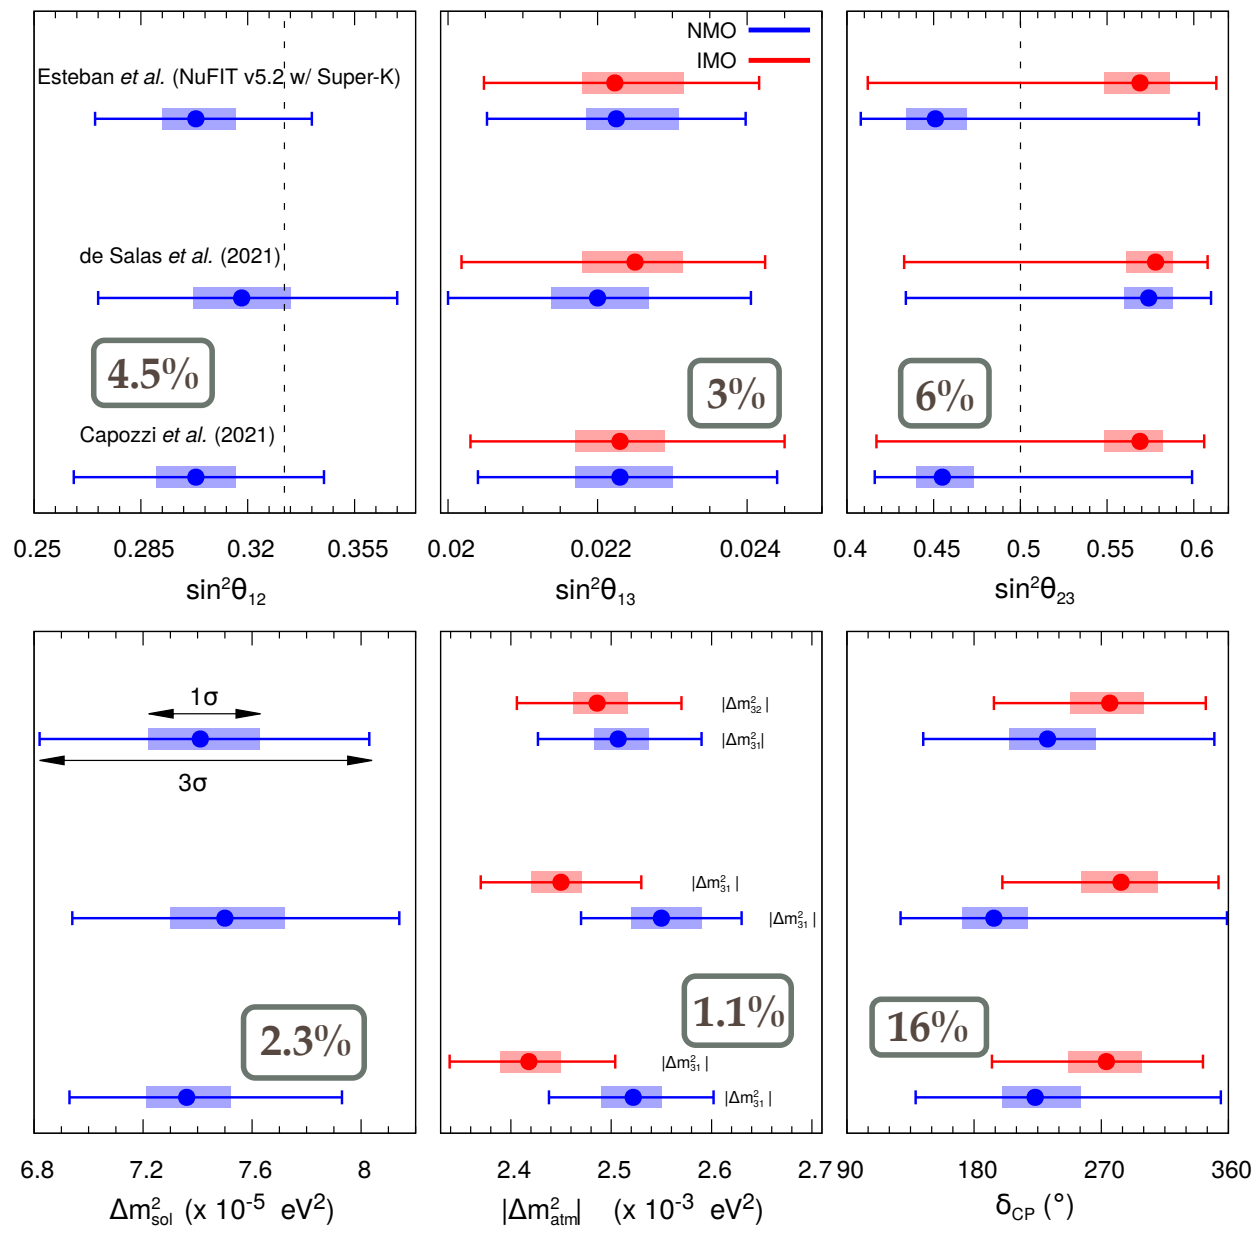 NMO
IMO
Esteban et al. (NuFIT v5.2 w/ Super-K)
de Salas et al. (2021)
4.5%
3%
6%
Capozzi et al. (2021)
0.25 0.285 0.32 0.355
0.02 0.022 0.024
0.4 0.45 0.5 0.55 0.6
sin²θ₁₂
sin²θ₁₃
sin²θ₂₃
1σ
3σ
|Δm²₃₂|
|Δm²₃₁|
|Δm²₃₁|
|Δm²₃₁|
2.3%
1.1%
16%
|Δm²₃₁|
|Δm²₃₁|
6.8 7.2 7.6 8
2.4 2.5 2.6 2.7
90 180 270 360
Δm²sol (x 10⁻⁵ eV²)
|Δm²atm| (x 10⁻³ eV²)
δCP (°)